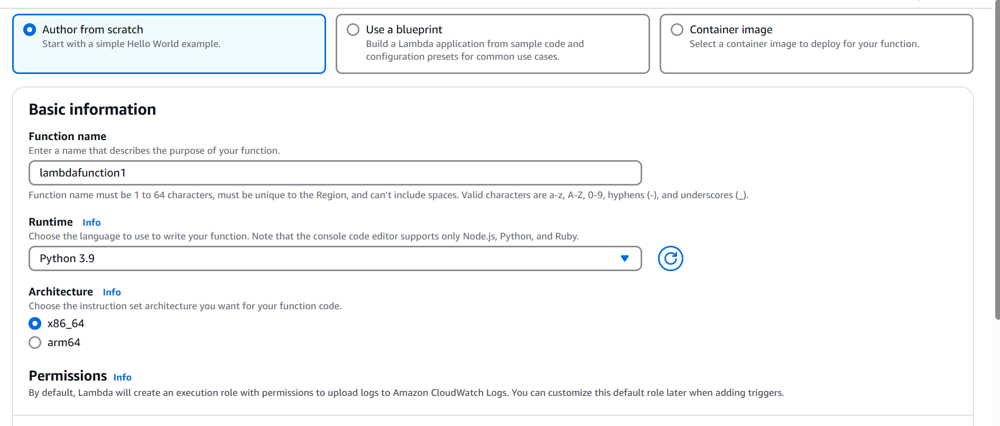 Author from scratch
Start with a simple Hello World example.
Use a blueprint
Build a Lambda application from sample code and
configuration presets for common use cases.
Container image
Select a container image to deploy for your function.
Basic information
Function name
Enter a name that describes the purpose of your function.
lambdafunction1
Function name must be 1 to 64 characters, must be unique to the Region, and can’t include spaces. Valid characters are a-z, A-Z, 0-9, hyphens (-), and underscores (_).
Runtime Info
Choose the language to use to write your function. Note that the console code editor supports only Node.js, Python, and Ruby.
Python 3.9
Architecture Info
Choose the instruction set architecture you want for your function code.
x86_64
arm64
Permissions Info
By default, Lambda will create an execution role with permissions to upload logs to Amazon CloudWatch Logs. You can customize this default role later when adding triggers.